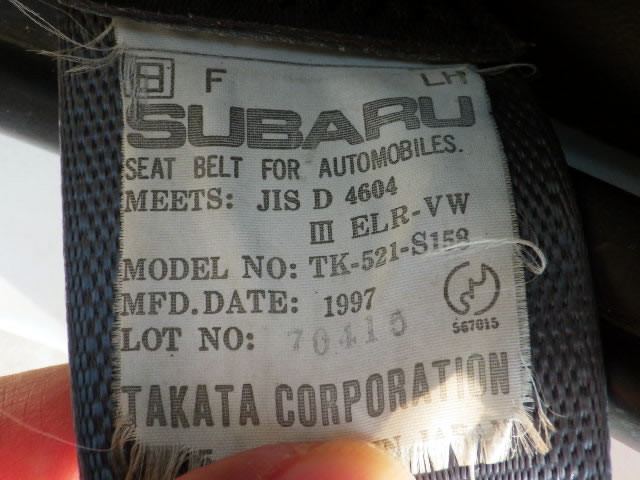 F LH
SUBARU
SEAT BELT FOR AUTOMOBILES.
MEETS: JIS D 4604
III ELR-VW
MODEL NO: TK-521-S158
MFD.DATE: 1997
LOT NO: 70415
567015
TAKATA CORPORATION